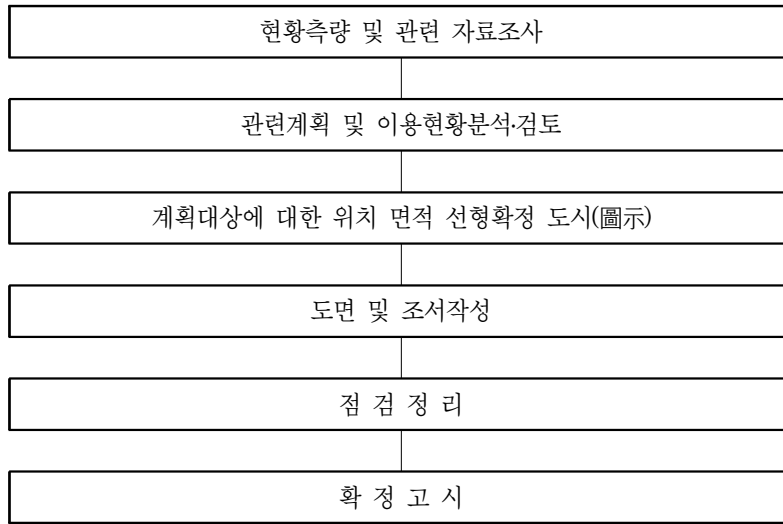 현황측량 및 관련 자료조사
관련계획 및 이용현황분석·검토
계획대상에 대한 위치 면적 선형확정 도시(圖示)
도면 및 조서작성
점 검 정 리
확 정 고 시